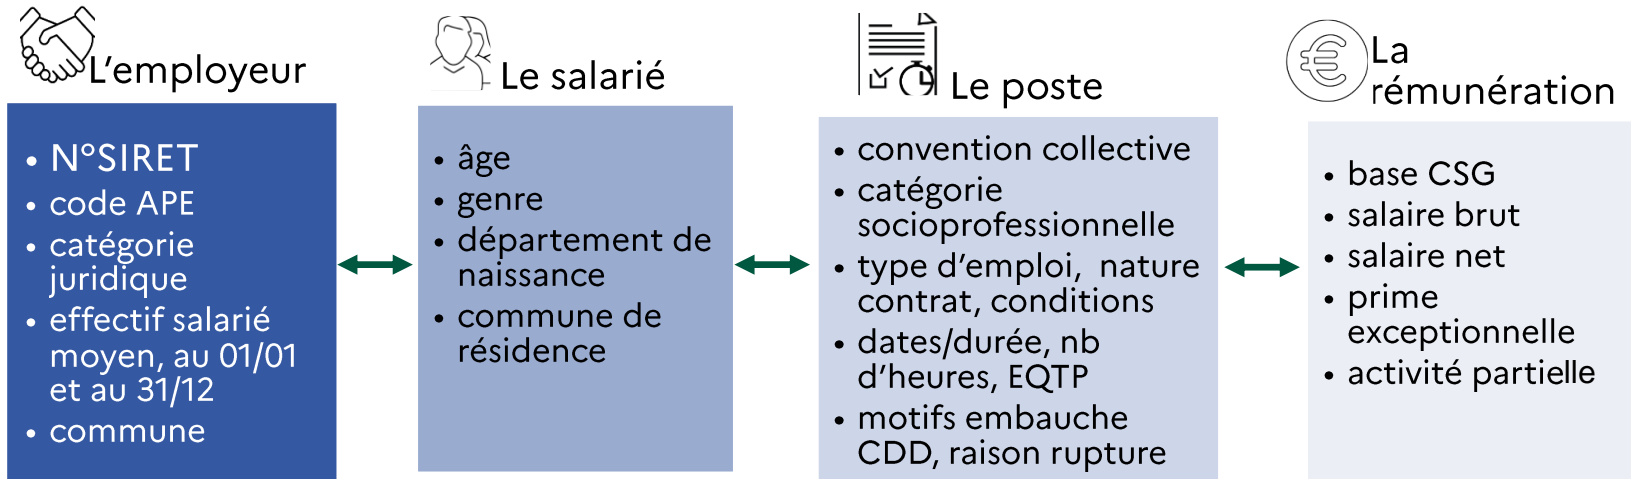 L’employeur
• N°SIRET
• code APE
• catégorie
juridique
• effectif salarié
moyen, au 01/01
et au 31/12
• commune
Le salarié
• âge
• genre
• département de
naissance
• commune de
résidence
Le poste
• convention collective
• catégorie
socioprofessionnelle
• type d’emploi, nature
contrat, conditions
• dates/durée, nb
d’heures, EQTP
• motifs embauche
CDD, raison rupture
La
rémunération
• base CSG
• salaire brut
• salaire net
• prime
exceptionnelle
• activité partielle